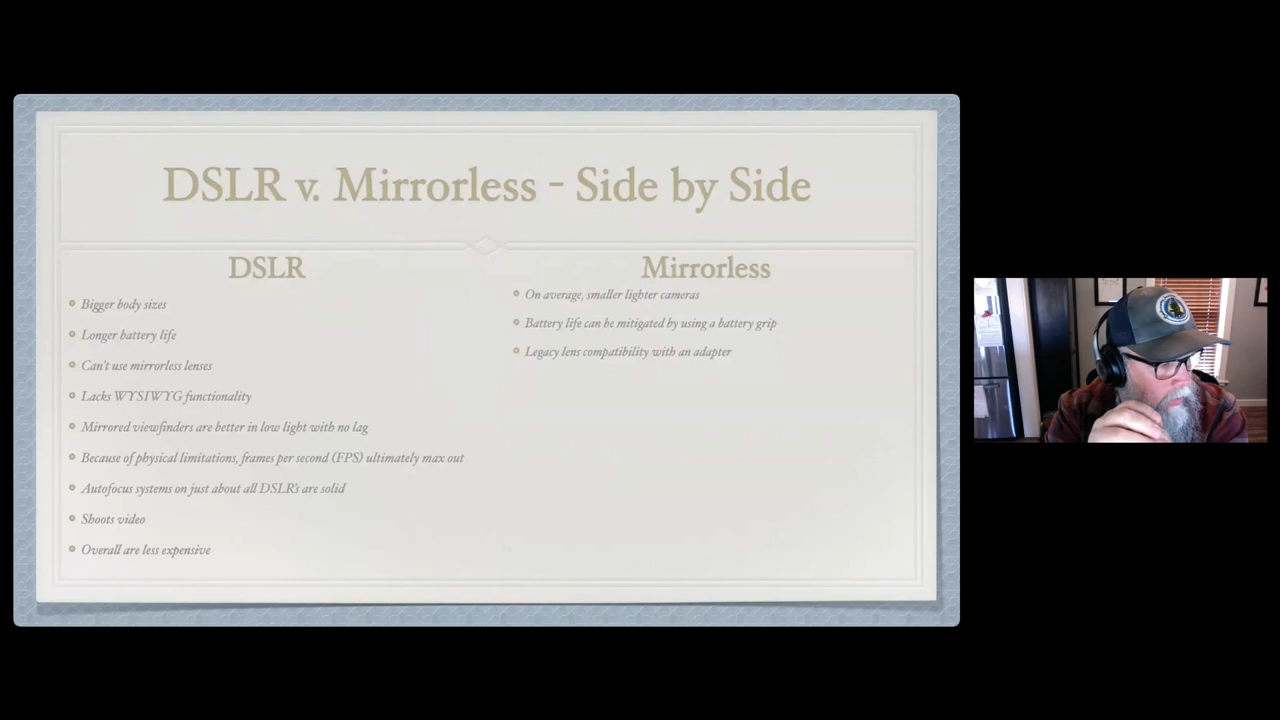 DSLR v. Mirrorless - Side by Side
DSLR
Bigger body sizes
Longer battery life
Can't use mirrorless lenses
Lacks WYSIWYG functionality
Mirrored viewfinders are better in low light with no lag
Because of physical limitations, frames per second (FPS) ultimately max out
Autofocus systems on just about all DSLR's are solid
Shoots video
Overall are less expensive
Mirrorless
On average, smaller lighter cameras
Battery life can be mitigated by using a battery grip
Legacy lens compatibility with an adapter